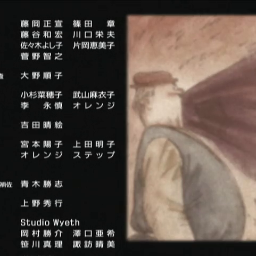 藤岡正宣 篠田 章
藤谷和宏 川口栄夫
佐々木よし子 片岡恵美子
菅野智之
大野順子
小杉菜穂子 武山麻衣子
李 永慎 オレンジ
吉田晴絵
宮本陽子 上田明子
オレンジ ステップ
青木勝志
上野秀行
Studio Wyeth
岡村勝介 澤口亜希
笹川真理 諏訪晴美